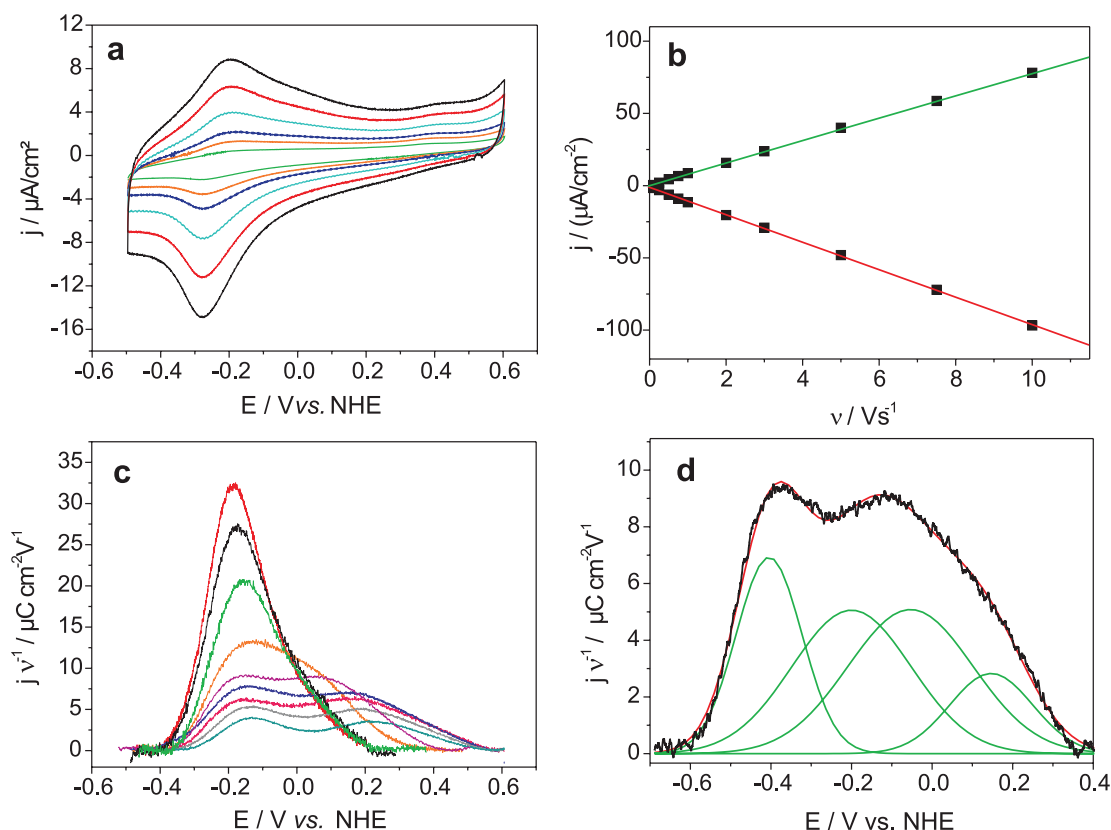 a
12
8
4
0
-4
-8
-12
-16
j / µA/cm²
-0.6 -0.4 -0.2 0.0 0.2 0.4 0.6
E / V vs. NHE
b
100
50
0
-50
-100
j / (µA/cm⁻²)
0 2 4 6 8 10
ν / Vs⁻¹
c
35
30
25
20
15
10
5
0
j ν⁻¹ / µC cm⁻²V⁻¹
-0.6 -0.4 -0.2 0.0 0.2 0.4 0.6
E / V vs. NHE
d
10
8
6
4
2
0
j ν⁻¹ / µC cm⁻²V⁻¹
-0.6 -0.4 -0.2 0.0 0.2 0.4
E / V vs. NHE